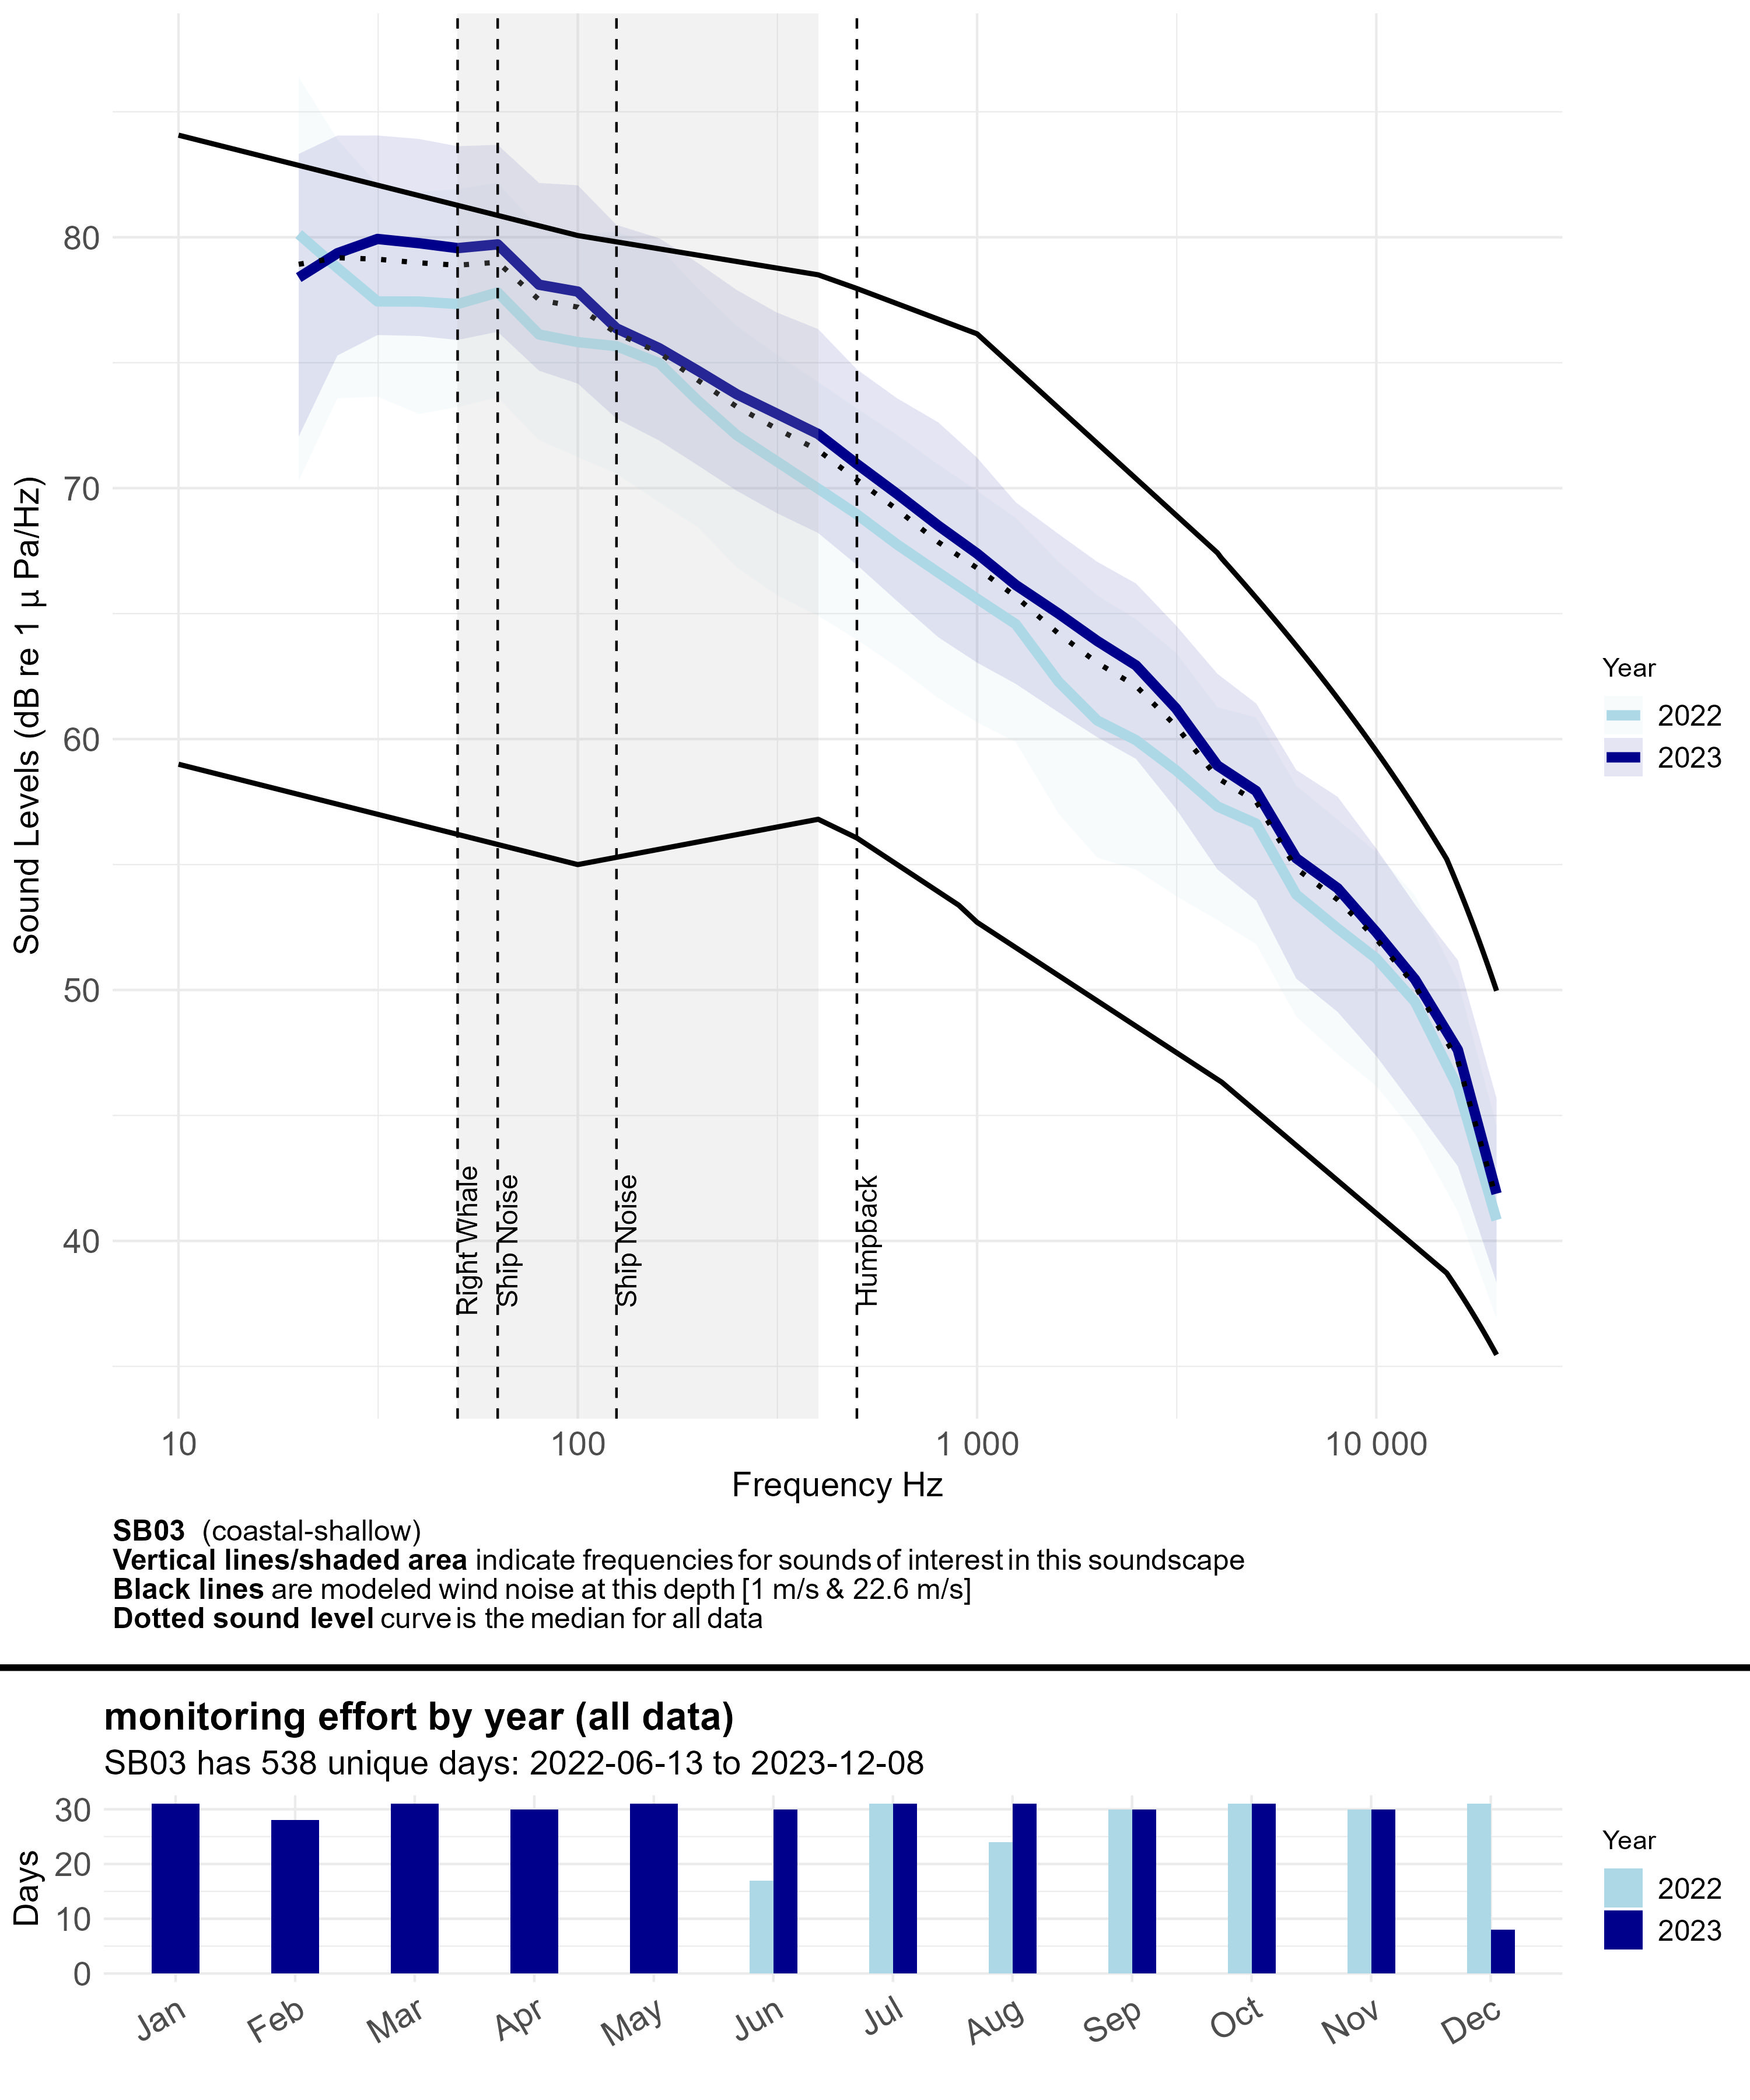 80
70
60
50
40
Sound Levels (dB re 1 µ Pa/Hz)
Right Whale
Ship Noise
Ship Noise
Humpback
10
100
1 000
10 000
Frequency Hz
Year
2022
2023
SB03 (coastal-shallow)
Vertical lines/shaded area indicate frequencies for sounds of interest in this soundscape
Black lines are modeled wind noise at this depth [1 m/s & 22.6 m/s]
Dotted sound level curve is the median for all data
monitoring effort by year (all data)
SB03 has 538 unique days: 2022-06-13 to 2023-12-08
30
20
10
0
Days
Jan
Feb
Mar
Apr
May
Jun
Jul
Aug
Sep
Oct
Nov
Dec
Year
2022
2023